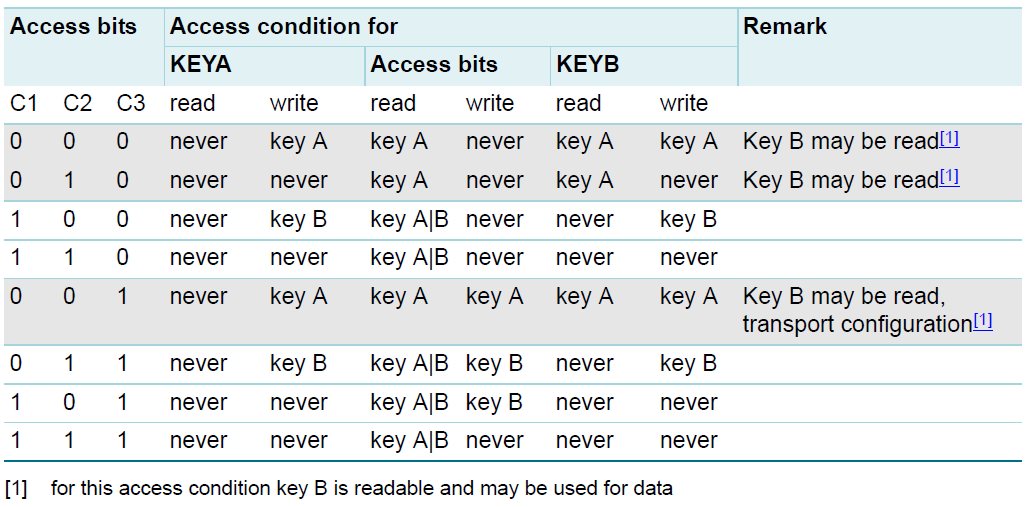 Access bits Access condition for Remark
KEYA Access bits KEYB
C1 C2 C3 read write read write read write
0 0 0 never key A key A never key A key A Key B may be read[1]
0 1 0 never never key A never key A never Key B may be read[1]
1 0 0 never key B key A|B never never key B
1 1 0 never never key A|B never never never
0 0 1 never key A key A key A key A key A Key B may be read,
transport configuration[1]
0 1 1 never key B key A|B key B never key B
1 0 1 never never key A|B key B never never
1 1 1 never never key A|B never never never
[1] for this access condition key B is readable and may be used for data